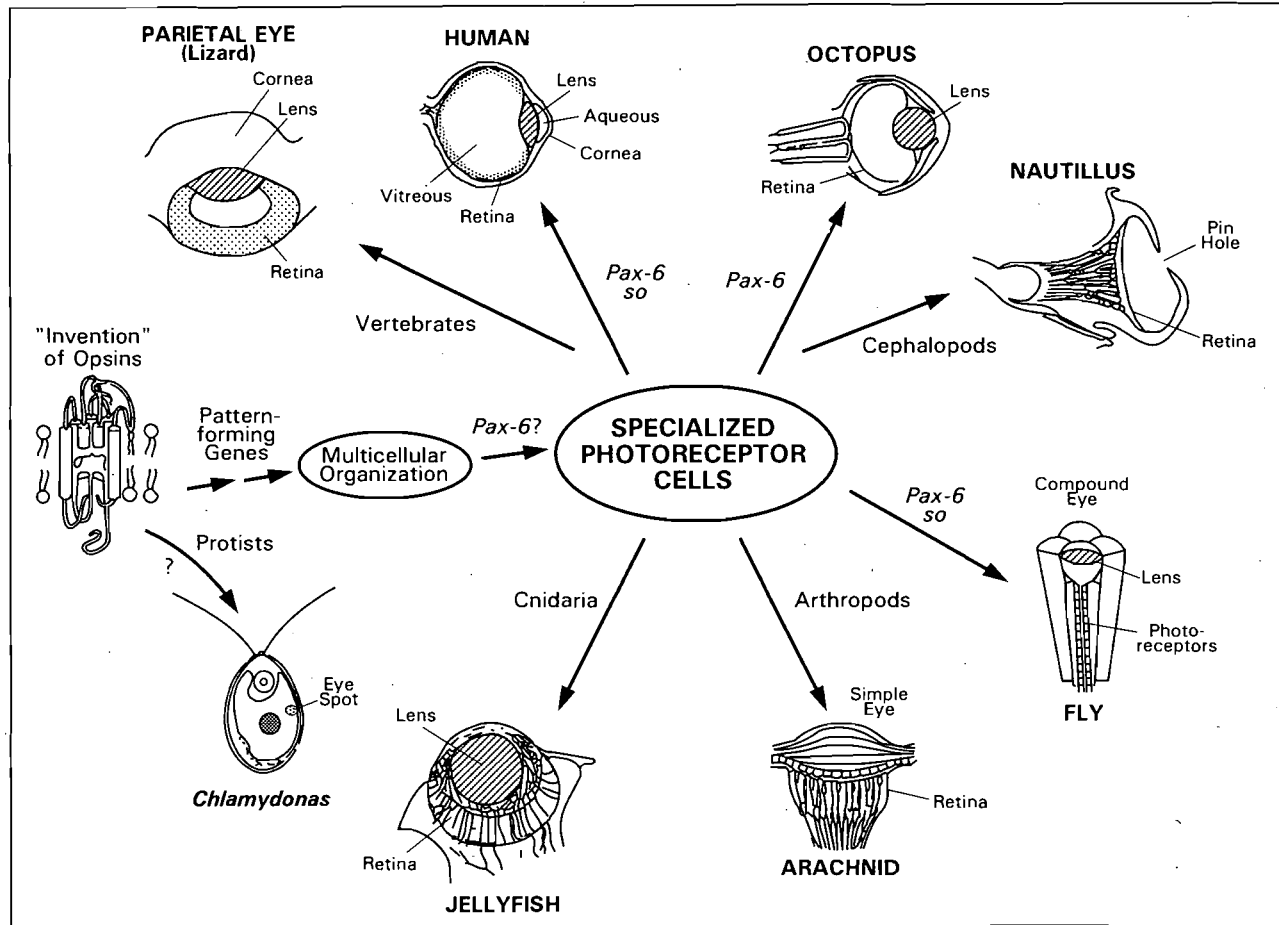 PARIETAL EYE
(Lizard)
Cornea
Lens
Retina
HUMAN
Lens
Aqueous
Cornea
Vitreous
Retina
OCTOPUS
Lens
Retina
NAUTILLUS
Pin
Hole
Retina
Vertebrates
Pax-6
so
Pax-6
Cephalopods
"Invention"
of Opsins
Pattern-
forming
Genes
Multicellular
Organization
Pax-6?
SPECIALIZED
PHOTORECEPTOR
CELLS
Protists
?
Eye
Spot
Chlamydonas
Cnidaria
Lens
Retina
JELLYFISH
Arthropods
Simple
Eye
Retina
ARACHNID
Pax-6
so
Compound
Eye
Lens
Photo-
receptors
FLY